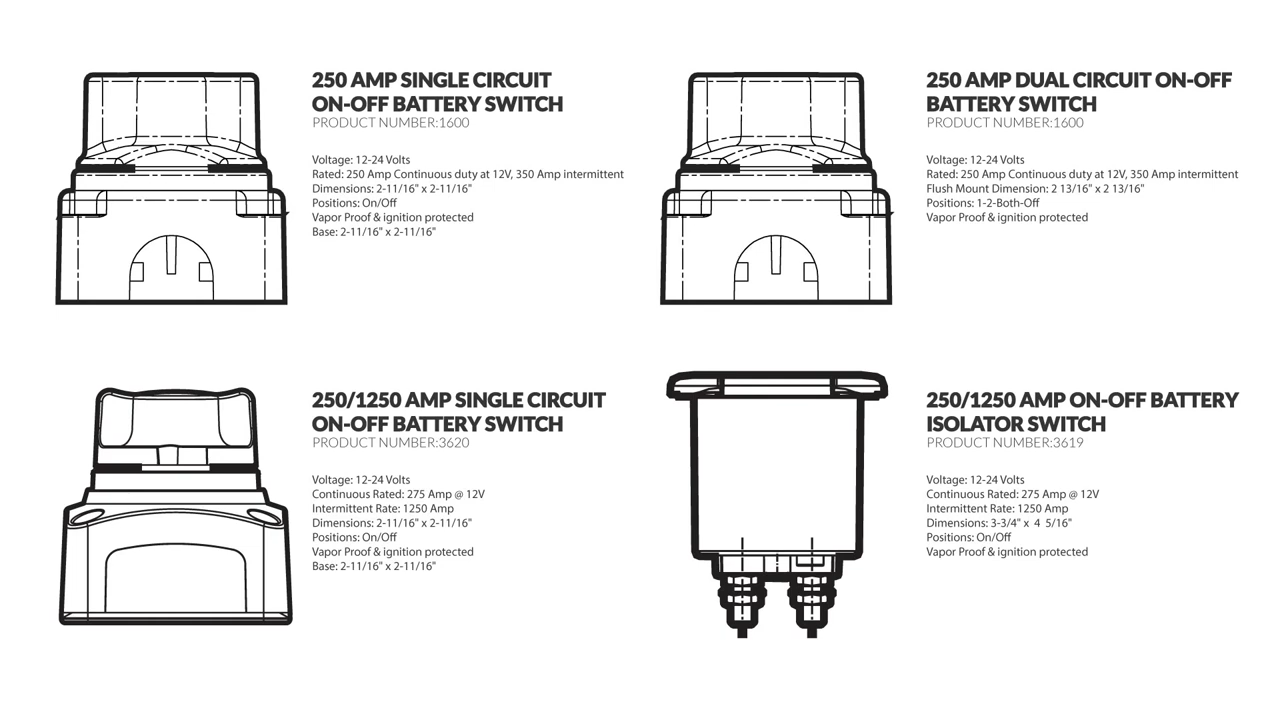 250 AMP SINGLE CIRCUIT
ON-OFF BATTERY SWITCH
PRODUCT NUMBER:1600
Voltage: 12-24 Volts
Rated: 250 Amp Continuous duty at 12V, 350 Amp intermittent
Dimensions: 2-11/16" x 2-11/16"
Positions: On/Off
Vapor Proof & ignition protected
Base: 2-11/16" x 2-11/16"
250 AMP DUAL CIRCUIT ON-OFF
BATTERY SWITCH
PRODUCT NUMBER:1600
Voltage: 12-24 Volts
Rated: 250 Amp Continuous duty at 12V, 350 Amp intermittent
Flush Mount Dimension: 2 13/16" x 2 13/16"
Positions: 1-2-Both-Off
Vapor Proof & ignition protected
250/1250 AMP SINGLE CIRCUIT
ON-OFF BATTERY SWITCH
PRODUCT NUMBER:3620
Voltage: 12-24 Volts
Continuous Rated: 275 Amp @ 12V
Intermittent Rate: 1250 Amp
Dimensions: 2-11/16" x 2-11/16"
Positions: On/Off
Vapor Proof & ignition protected
Base: 2-11/16" x 2-11/16"
250/1250 AMP ON-OFF BATTERY
ISOLATOR SWITCH
PRODUCT NUMBER:3619
Voltage: 12-24 Volts
Continuous Rated: 275 Amp @ 12V
Intermittent Rate: 1250 Amp
Dimensions: 3-3/4" x 4 5/16"
Positions: On/Off
Vapor Proof & ignition protected